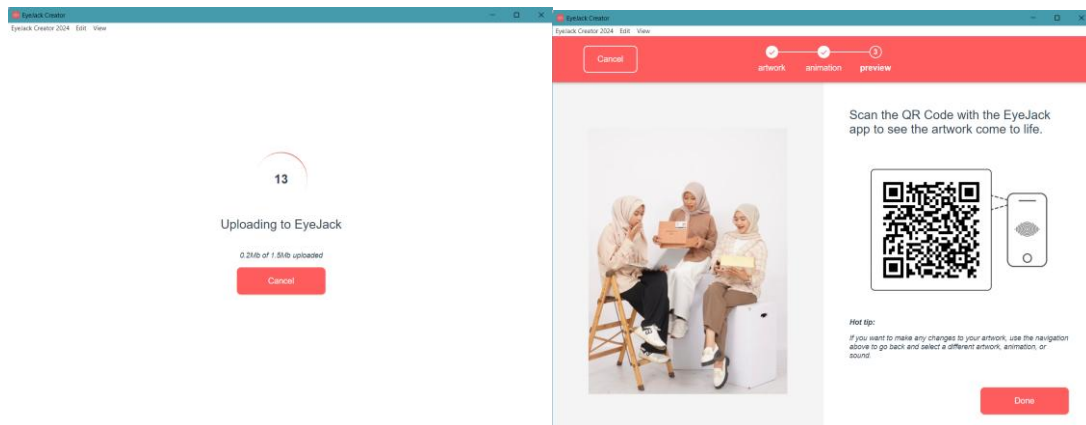 EyeJack Creator
EyeJack Creator 2024 Edit View
13
Uploading to EyeJack
0.2Mb of 1.5Mb uploaded
Cancel
EyeJack Creator
EyeJack Creator 2024 Edit View
Cancel
3
artwork animation preview
Scan the QR Code with the EyeJack
app to see the artwork come to life.
Hot tip:
If you want to make any changes to your artwork, use the navigation
above to go back and select a different artwork, animation, or
sound.
Done